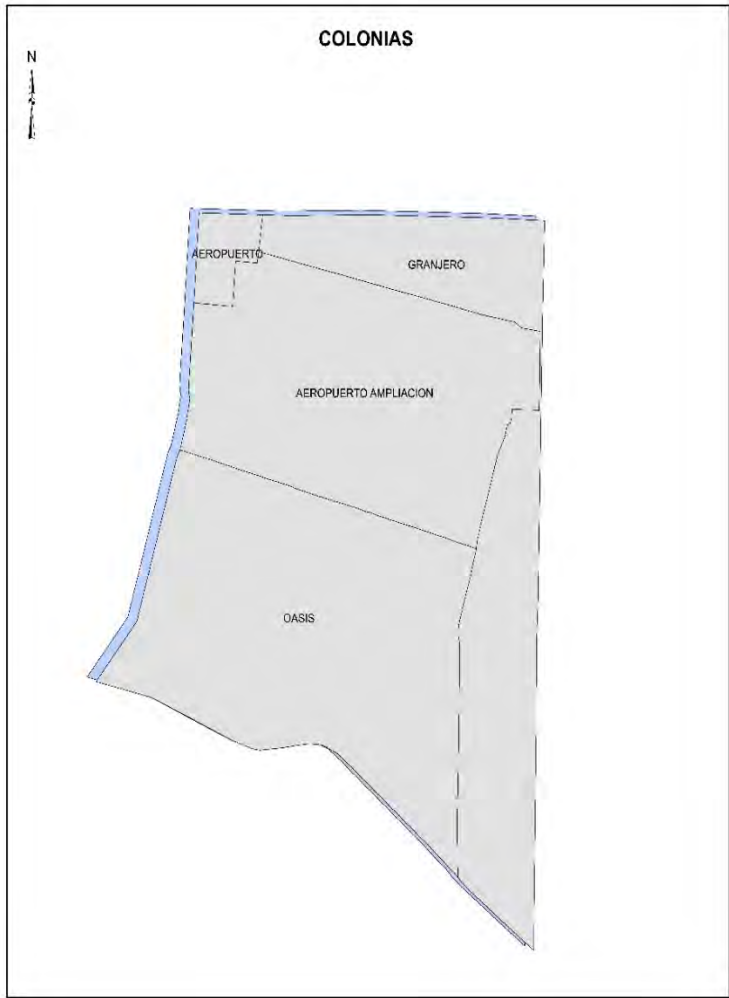 COLONIAS
N
AEROPUERTO
GRANJERO
AEROPUERTO AMPLIACION
OASIS